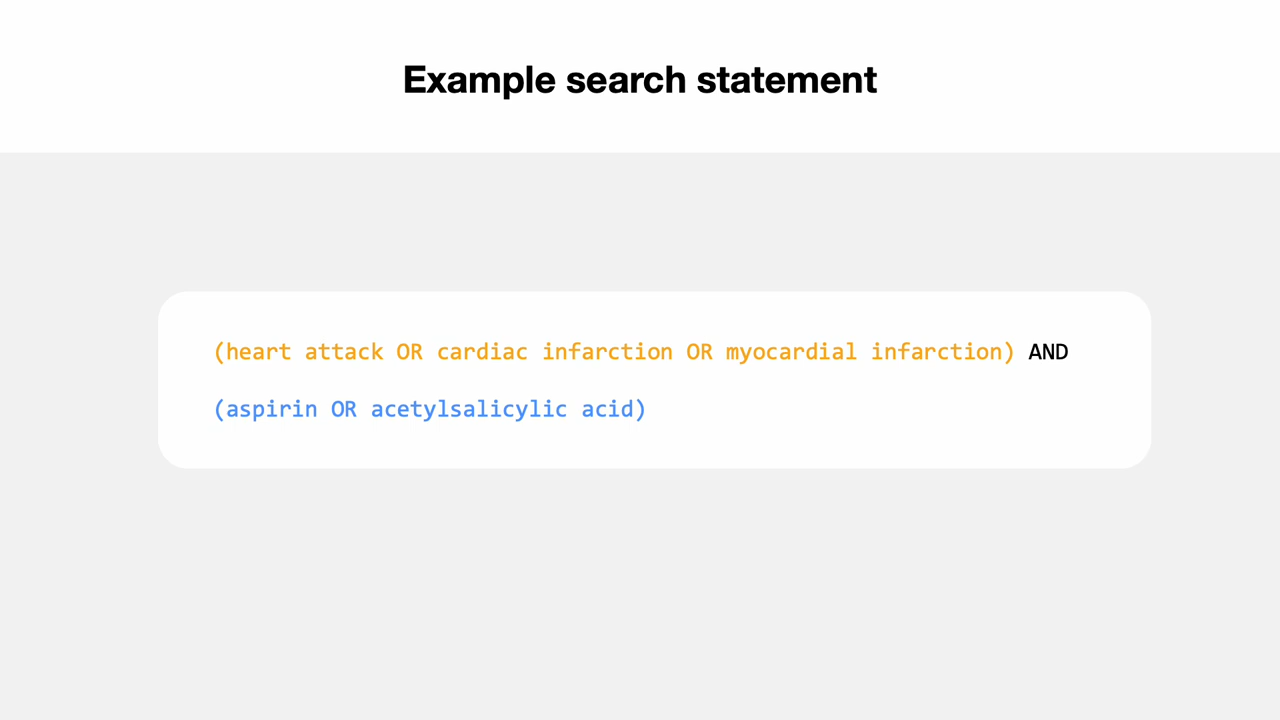 Example search statement
(heart attack OR cardiac infarction OR myocardial infarction) AND
(aspirin OR acetylsalicylic acid)